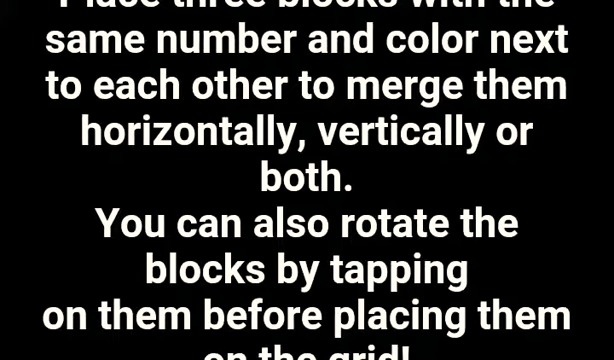 Place three blocks with the
same number and color next
to each other to merge them
horizontally, vertically or
both.
You can also rotate the
blocks by tapping
on them before placing them
on the grid!